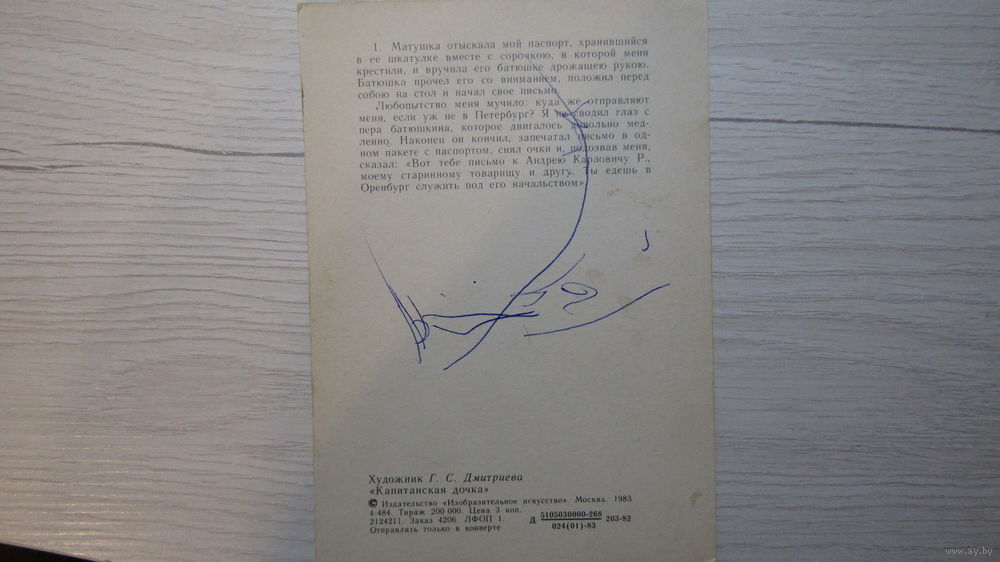 1. Матушка отыскала мой паспорт, хранившийся
в ее шкатулке вместе с сорочкою, в которой меня
крестили, и вручила его батюшке дрожащею рукою.
Батюшка прочел его со вниманием, положил перед
собою на стол и начал свое письмо.
Любопытство меня мучило: куда же отправляют
меня, если уж не в Петербург? Я не сводил глаз с
пера батюшкина, которое двигалось довольно мед-
ленно. Наконец он кончил, запечатал письмо в од-
ном пакете с паспортом, снял очки и, подозвав меня,
сказал: «Вот тебе письмо к Андрею Карловичу Р.,
моему старинному товарищу и другу. Ты едешь в
Оренбург служить под его начальством».
Художник Г. С. Дмитриева
«Капитанская дочка»
© Издательство «Изобразительное искусство». Москва. 1983
4-484. Тираж 200 000. Цена 3 коп.
2124211. Заказ 4206. ЛФОП 1.
Отправлять только в конверте
Д 5105030000-268 203-82
024(01)-83
www.ay.by